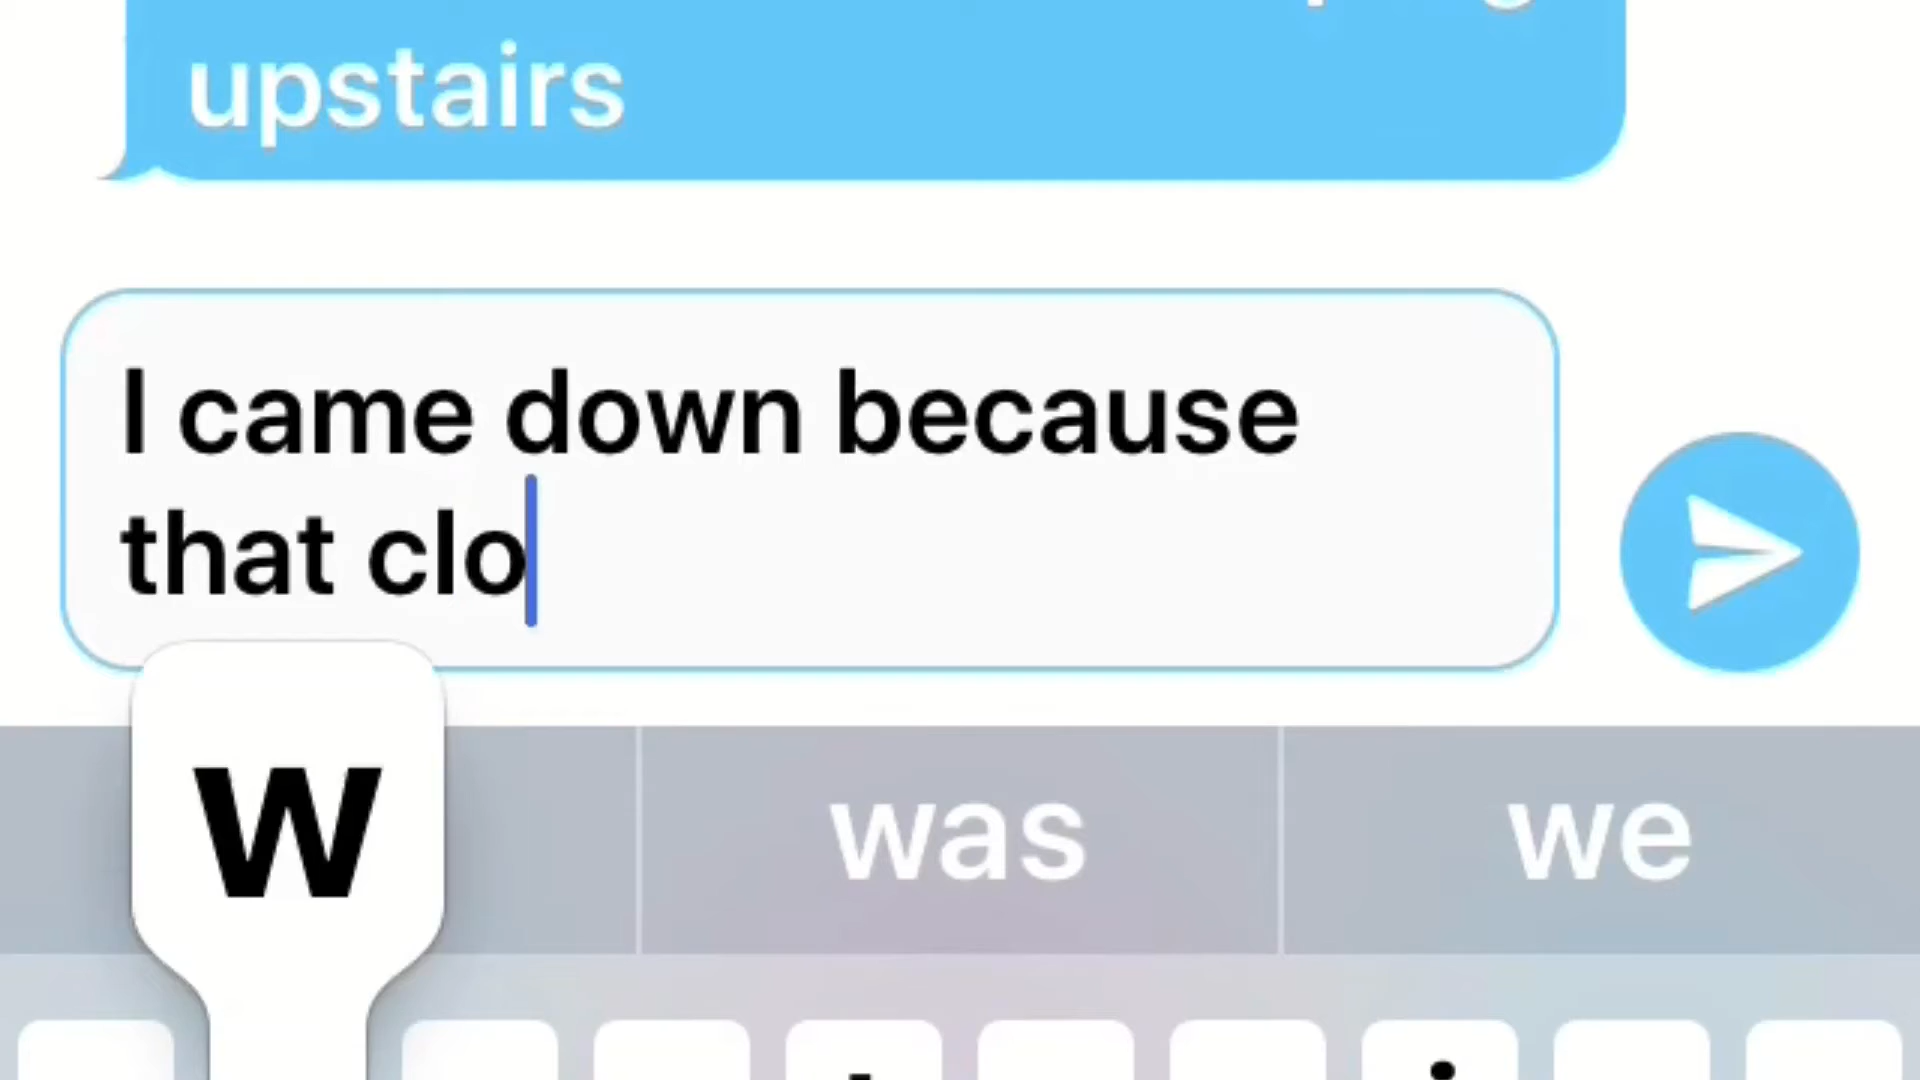 upstairs
I came down because
that clo
w
was
we